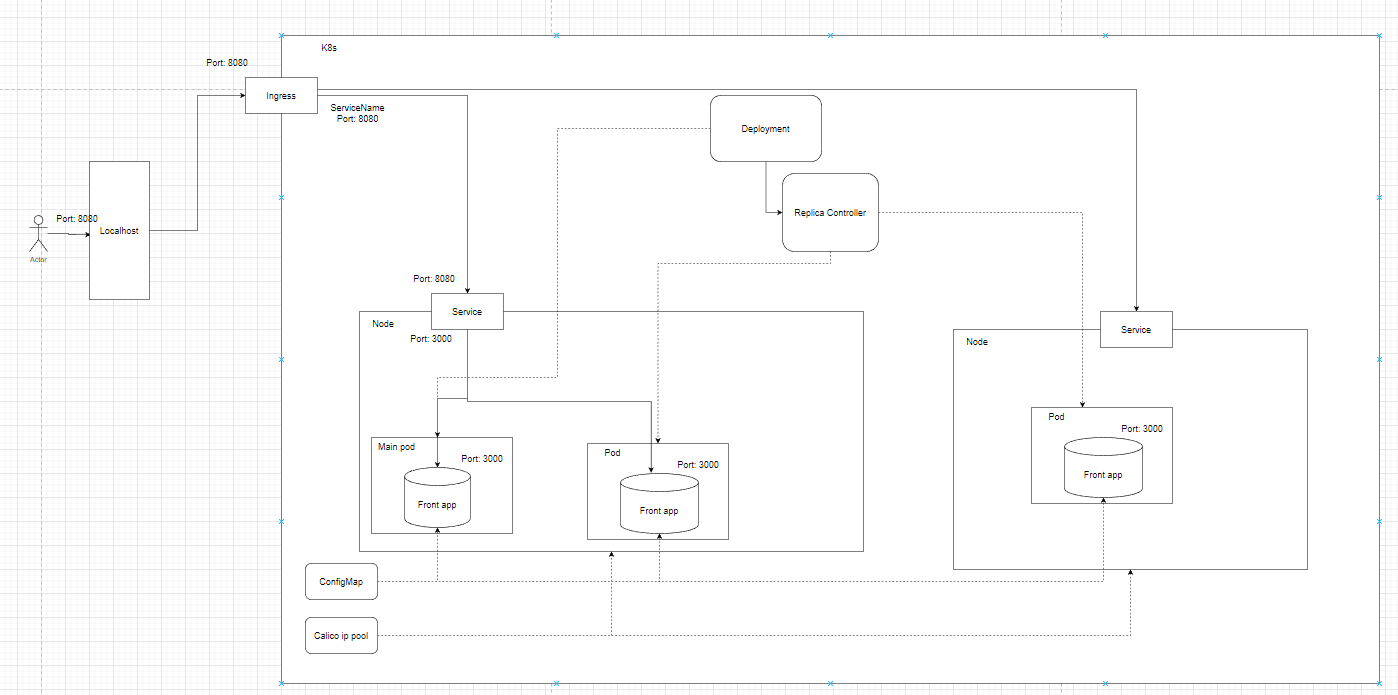 K8s
Port: 8080
Ingress
ServiceName
Port: 8080
Deployment
Replica Controller
Port: 8080
Localhost
Actor
Port: 8080
Service
Node
Port: 3000
Service
Node
Main pod
Port: 3000
Front app
Pod
Port: 3000
Front app
Pod
Port: 3000
Front app
ConfigMap
Calico ip pool